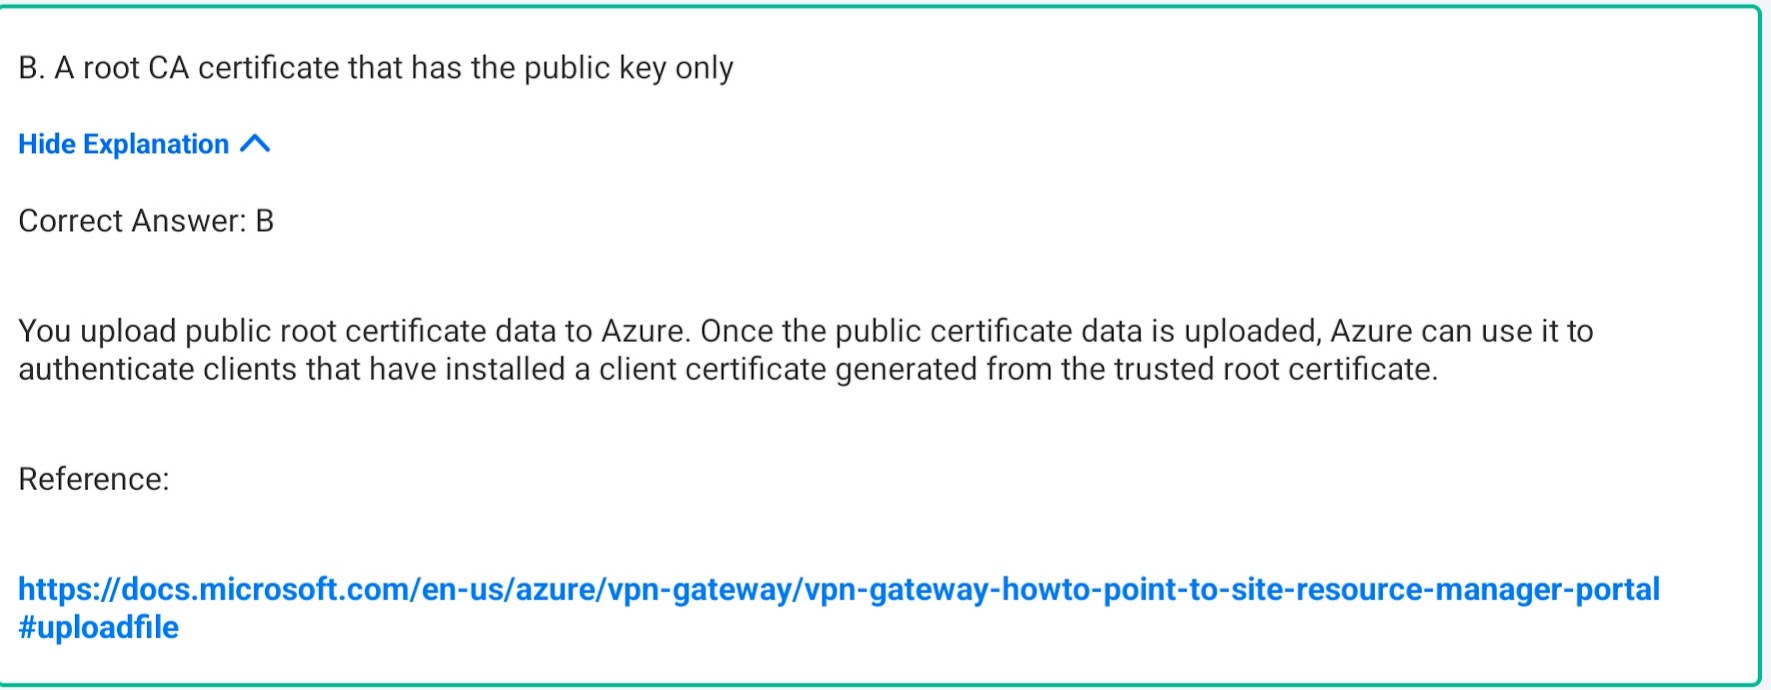 B. A root CA certificate that has the public key only
Hide Explanation
Correct Answer: B
You upload public root certificate data to Azure. Once the public certificate data is uploaded, Azure can use it to
authenticate clients that have installed a client certificate generated from the trusted root certificate.
Reference:
https://docs.microsoft.com/en-us/azure/vpn-gateway/vpn-gateway-howto-point-to-site-resource-manager-portal
#uploadfile